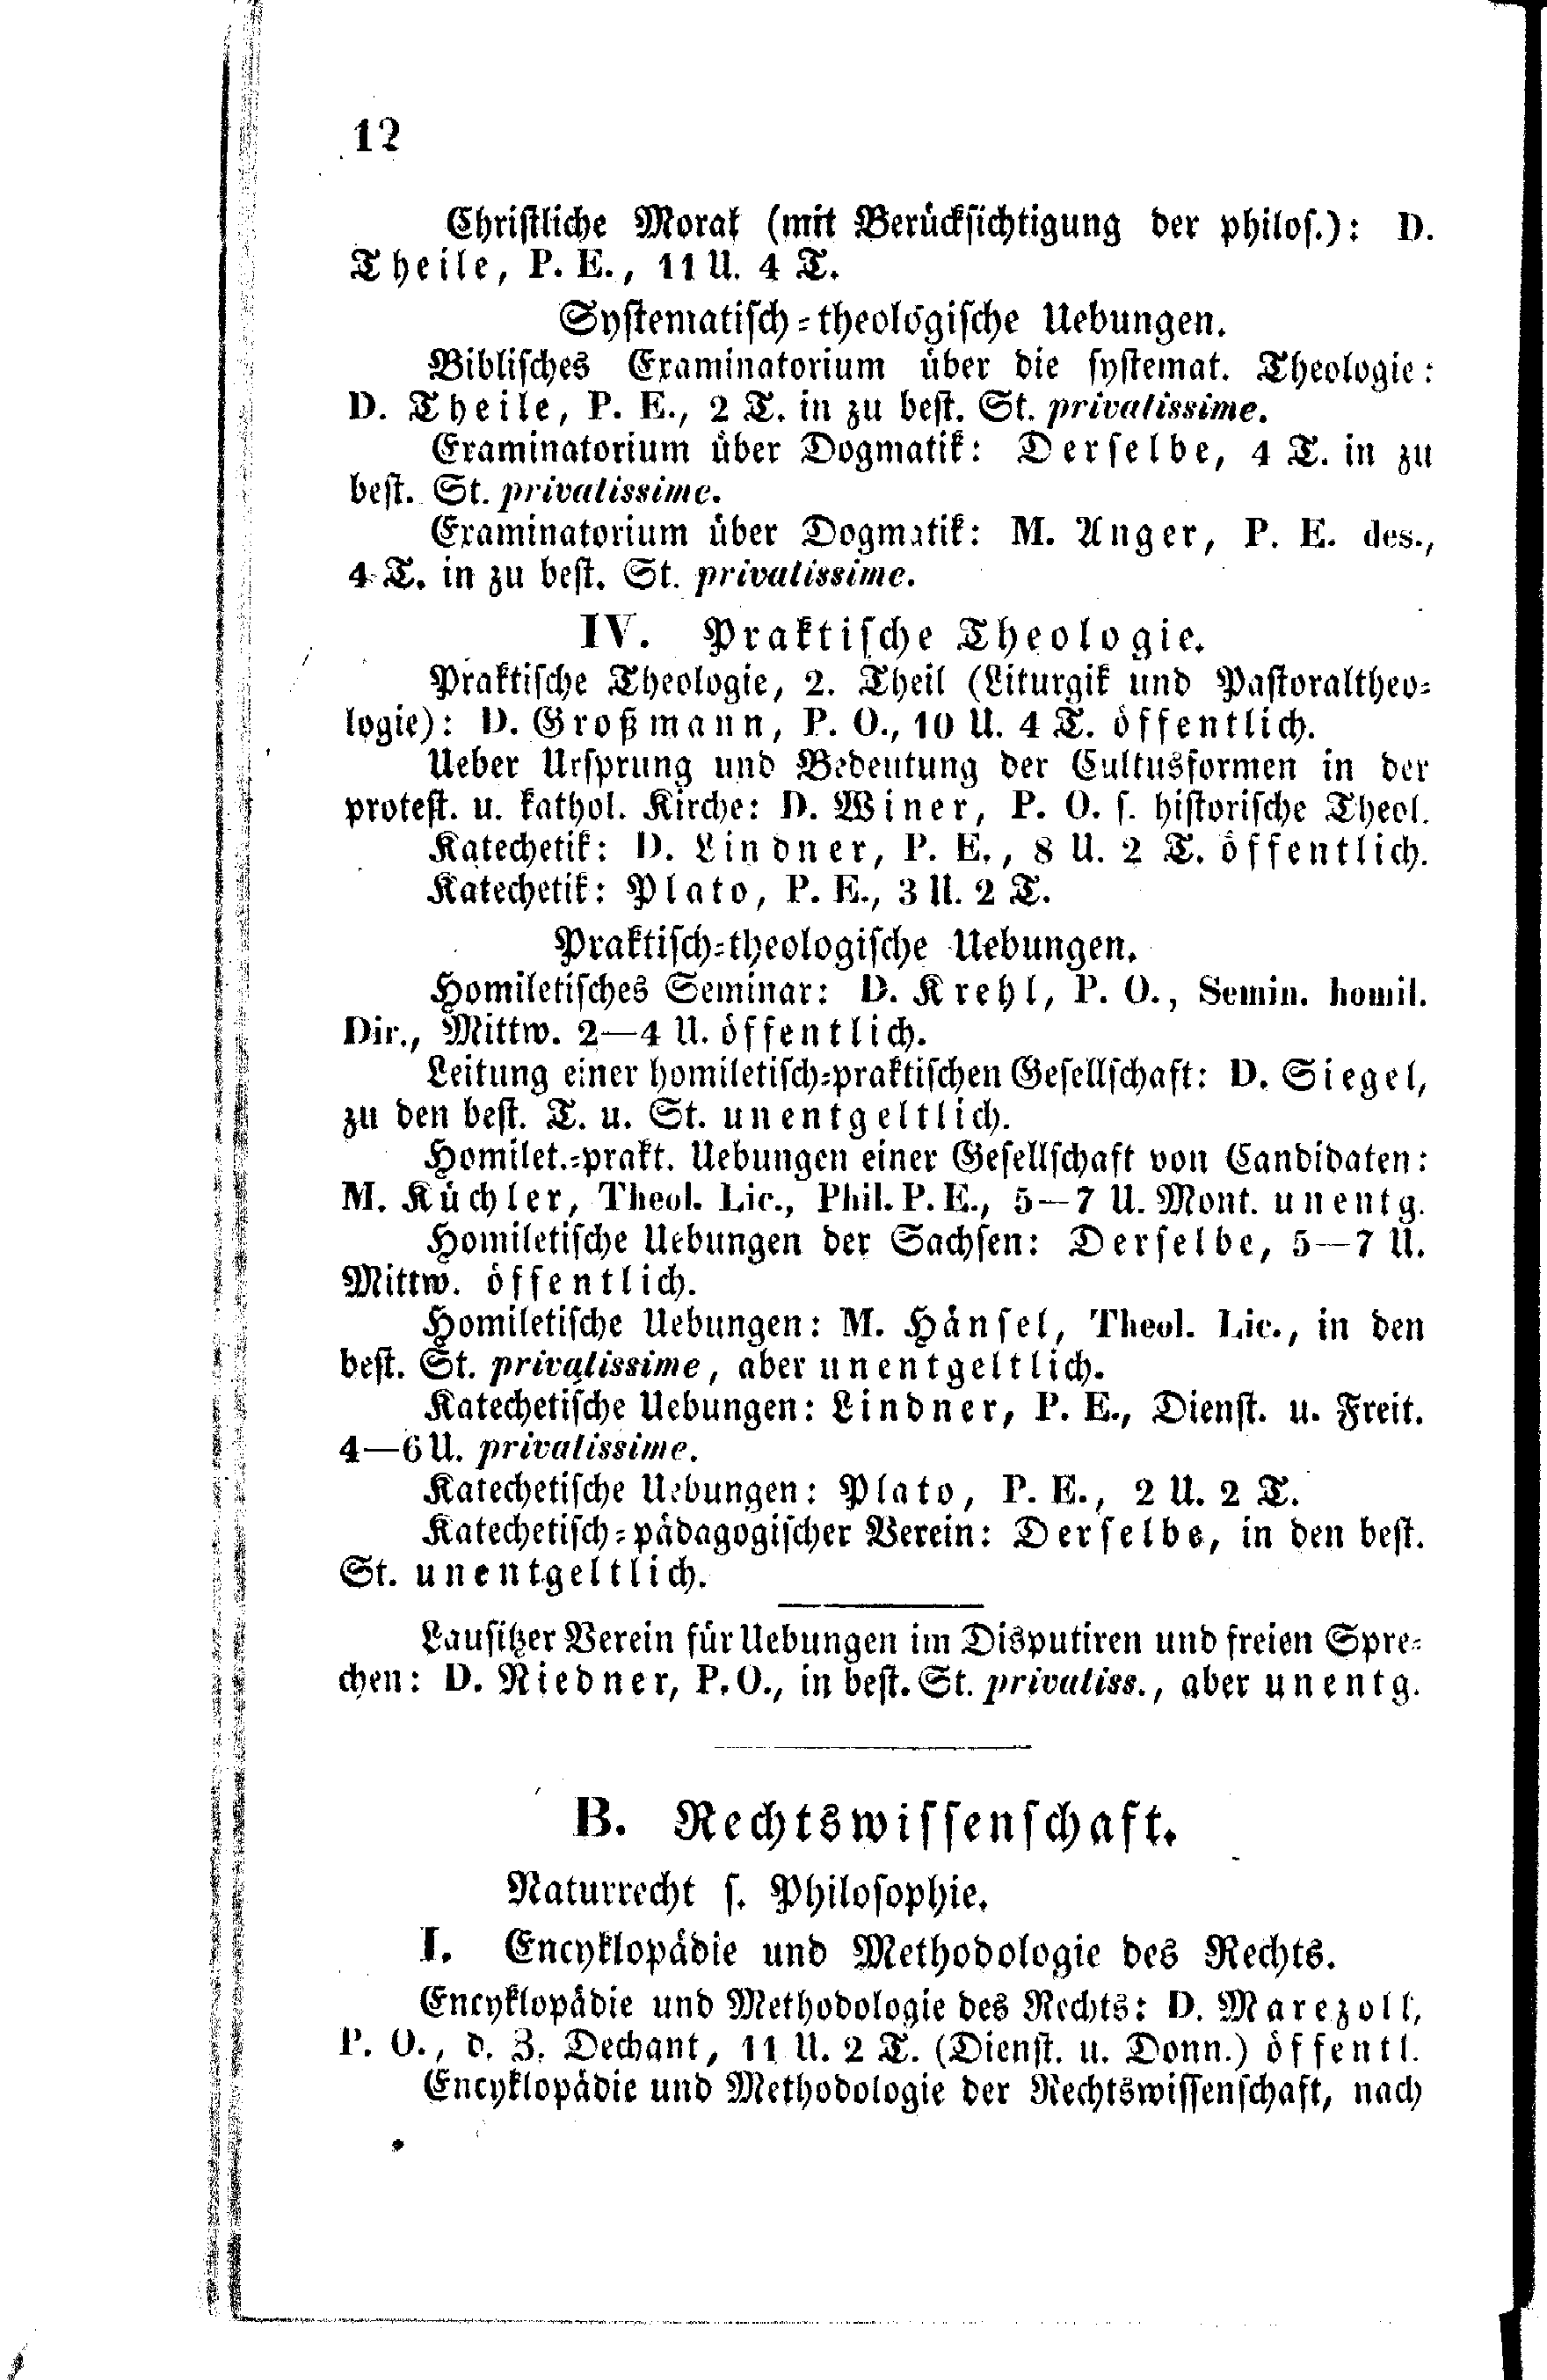 12
Christliche Moral (mit Berücksichtigung der philos.): D.
Theile, P. E., 11 U. 4 T.
Systematisch-theologische Uebungen.
Biblisches Examinatorium über die systemat. Theologie:
D. Theile, P. E., 2 T. in zu best. St. privatissime.
Examinatorium über Dogmatik: Derselbe, 4 T. in zu
best. St. privatissime.
Examinatorium über Dogmatik: M. Anger, P. E. des.,
4 T. in zu best. St. privatissime.
IV. Praktische Theologie.
Praktische Theologie, 2. Theil (Liturgik und Pastoraltheo-
logie): D. Großmann, P. O., 10 U. 4 T. öffentlich.
Ueber Ursprung und Bedeutung der Cultusformen in der
protest. u. kathol. Kirche: D. Winer, P. O. s. historische Theol.
Katechetik: D. Lindner, P. E., 8 U. 2 T. öffentlich.
Katechetik: Plato, P. E., 3 U. 2 T.
Praktisch-theologische Uebungen.
Homiletisches Seminar: D. Krehl, P. O., Semin. homil.
Dir., Mittw. 2—4 U. öffentlich.
Leitung einer homiletisch-praktischen Gesellschaft: D. Siegel,
zu den best. T. u. St. unentgeltlich.
Homilet.-prakt. Uebungen einer Gesellschaft von Candidaten:
M. Küchler, Theol. Lic., Phil. P. E., 5—7 U. Mont. unentg.
Homiletische Uebungen der Sachsen: Derselbe, 5—7 U.
Mittw. öffentlich.
Homiletische Uebungen: M. Hänsel, Theol. Lic., in den
best. St. privatissime, aber unentgeltlich.
Katechetische Uebungen: Lindner, P. E., Dienst. u. Freit.
4—6 U. privatissime.
Katechetische Uebungen: Plato, P. E., 2 U. 2 T.
Katechetisch-pädagogischer Verein: Derselbe, in den best.
St. unentgeltlich.
Lausitzer Verein für Uebungen im Disputiren und freien Spre-
chen: D. Niedner, P. O., in best. St. privatiss., aber unentg.
B. Rechtswissenschaft.
Naturrecht s. Philosophie.
I. Encyklopädie und Methodologie des Rechts.
Encyklopädie und Methodologie des Rechts: D. Marezoll,
P. O., d. Z. Dechant, 11 U. 2 T. (Dienst. u. Donn.) öffentl.
Encyklopädie und Methodologie der Rechtswissenschaft, nach